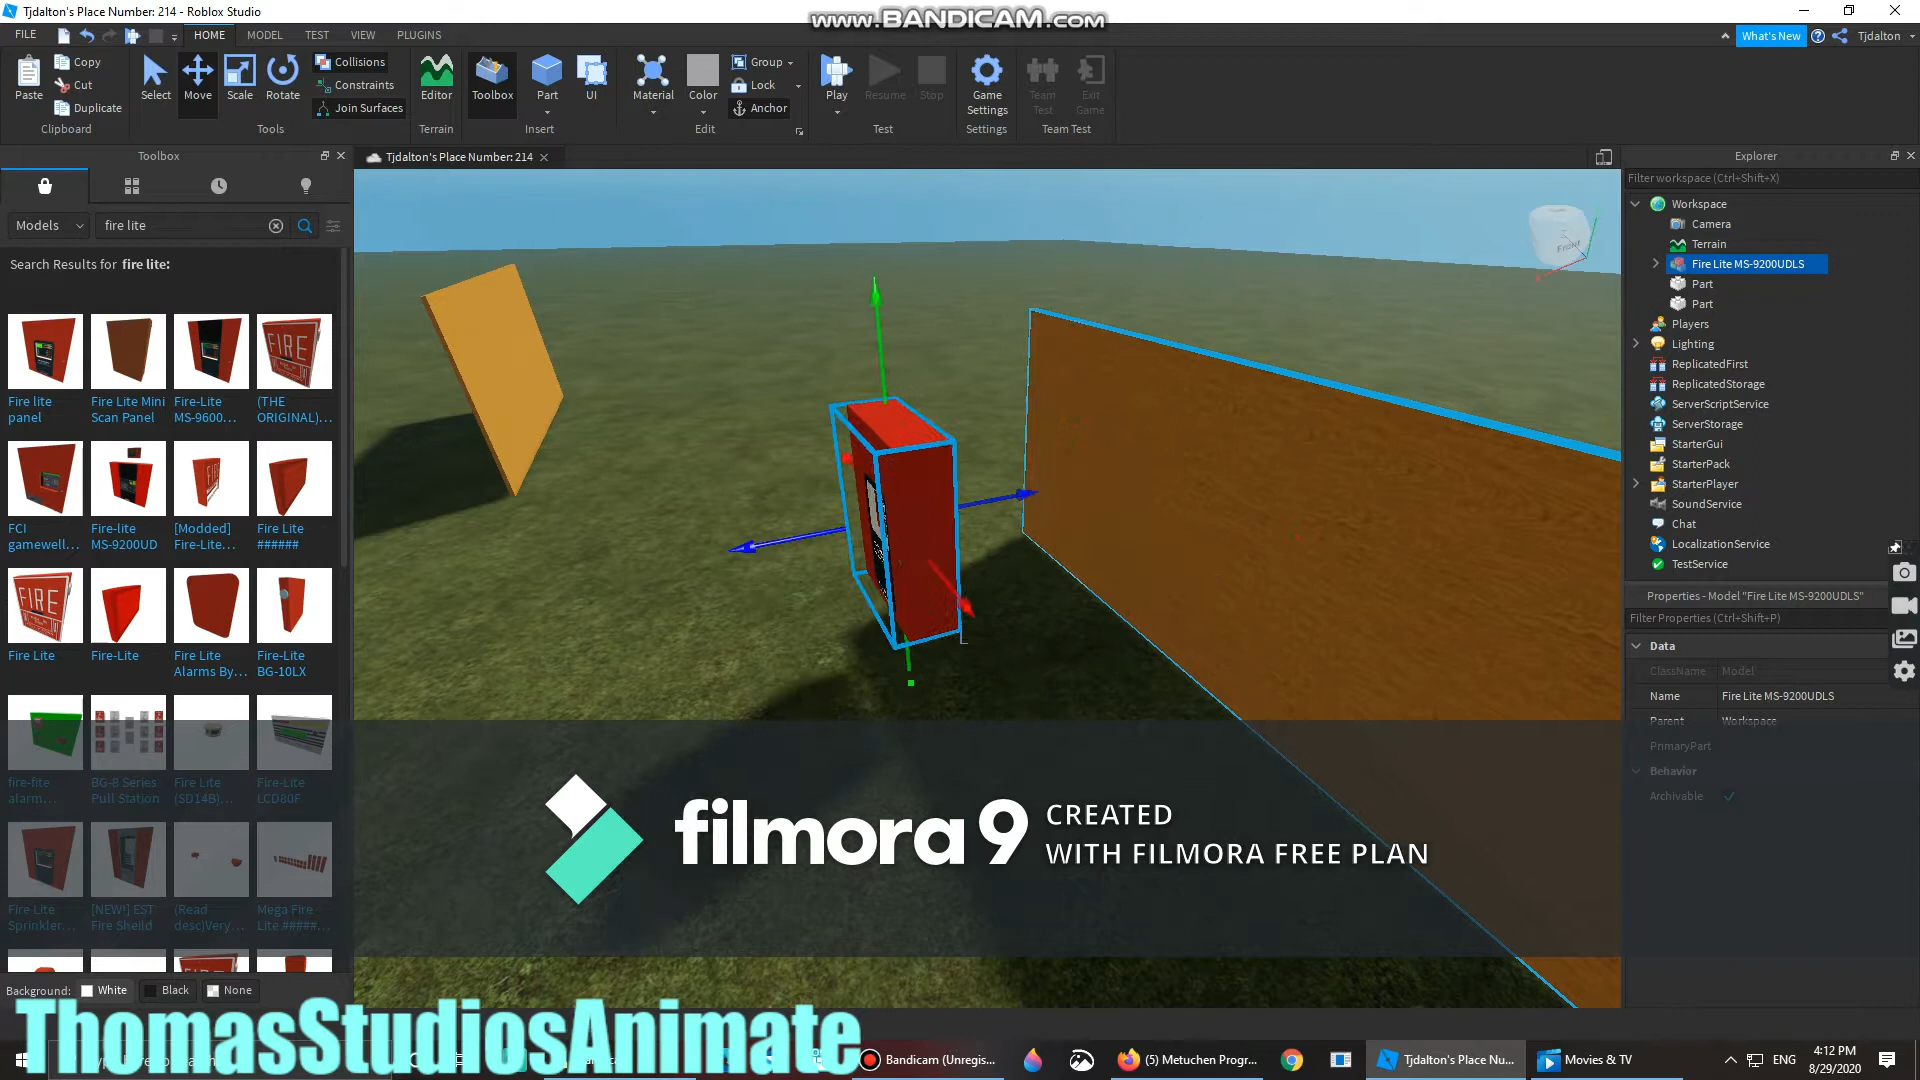 Tjdalton's Place Number: 214 - Roblox Studio
www.BANDICAM.com
FILE HOME MODEL TEST VIEW PLUGINS
What's New
Tjdalton
Paste
Copy
Cut
Duplicate
Clipboard
Select Move Scale Rotate
Collisions
Constraints
Join Surfaces
Tools
Editor
Terrain
Toolbox Part UI
Insert
Material Color
Group
Lock
Anchor
Edit
Play Resume Stop
Test
Game Settings
Settings
Team Test
Exit Game
Team Test
Toolbox
Models
fire lite
Search Results for fire lite:
Fire lite panel
Fire Lite Mini Scan Panel
Fire-Lite MS-9600...
(THE ORIGINAL)...
FCI gamewell...
Fire-lite MS-9200UD
[Modded] Fire-Lite...
Fire Lite ######
Fire Lite
Fire-Lite
Fire Lite Alarms By...
Fire-Lite BG-10LX
fire-fite alarm...
BG-8 Series Pull Station
Fire Lite (SD14B)...
Fire-Lite LCD80F
Fire Lite Sprinkler...
[NEW!] EST Fire Sheild
(Read desc)Very...
Mega Fire Lite #####...
Background: White Black None
Tjdalton's Place Number: 214
Front
Explorer
Filter workspace (Ctrl+Shift+X)
Workspace
Camera
Terrain
Fire Lite MS-9200UDLS
Part
Part
Players
Lighting
ReplicatedFirst
ReplicatedStorage
ServerScriptService
ServerStorage
StarterGui
StarterPack
StarterPlayer
SoundService
Chat
LocalizationService
TestService
Properties - Model "Fire Lite MS-9200UDLS"
Filter Properties (Ctrl+Shift+P)
Data
ClassName Model
Name Fire Lite MS-9200UDLS
Parent Workspace
PrimaryPart
Behavior
Archivable
filmora 9
CREATED
WITH FILMORA FREE PLAN
ThomasStudiosAnimate
Bandicam (Unregis...
(5) Metuchen Progr...
Tjdalton's Place Nu...
Movies & TV
ENG
4:12 PM
8/29/2020